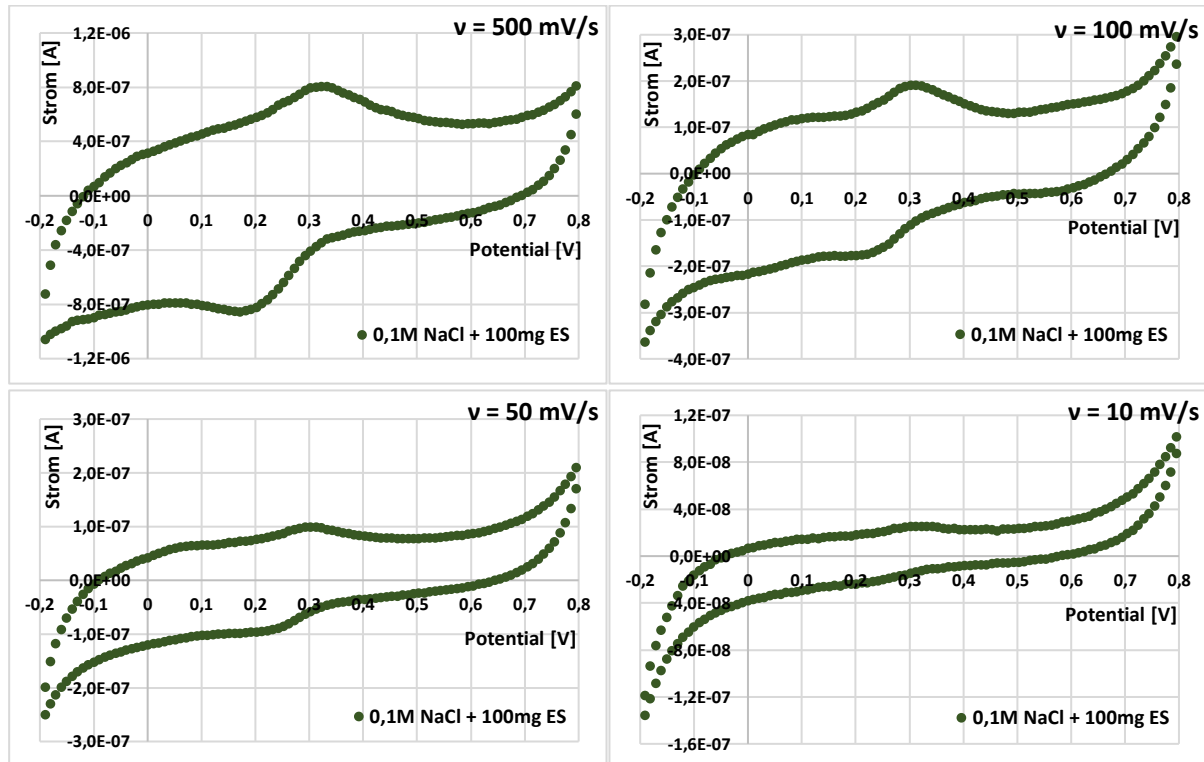 ν = 500 mV/s
Strom [A]
1,2E-06
8,0E-07
4,0E-07
0,0E+00
-4,0E-07
-8,0E-07
-1,2E-06
-0,2 -0,1 0 0,1 0,2 0,3 0,4 0,5 0,6 0,7 0,8
Potential [V]
0,1M NaCl + 100mg ES
ν = 100 mV/s
Strom [A]
3,0E-07
2,0E-07
1,0E-07
0,0E+00
-1,0E-07
-2,0E-07
-3,0E-07
-4,0E-07
-0,2 -0,1 0 0,1 0,2 0,3 0,4 0,5 0,6 0,7 0,8
Potential [V]
0,1M NaCl + 100mg ES
ν = 50 mV/s
Strom [A]
3,0E-07
2,0E-07
1,0E-07
0,0E+00
-1,0E-07
-2,0E-07
-3,0E-07
-0,2 -0,1 0 0,1 0,2 0,3 0,4 0,5 0,6 0,7 0,8
Potential [V]
0,1M NaCl + 100mg ES
ν = 10 mV/s
Strom [A]
1,2E-07
8,0E-08
4,0E-08
0,0E+00
-4,0E-08
-8,0E-08
-1,2E-07
-1,6E-07
-0,2 -0,1 0 0,1 0,2 0,3 0,4 0,5 0,6 0,7 0,8
Potential [V]
0,1M NaCl + 100mg ES